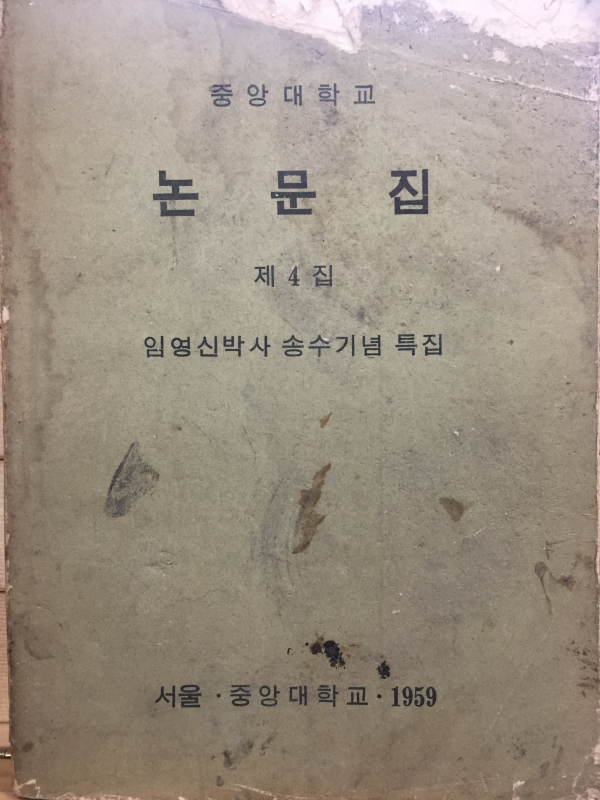 중앙대학교
논문집
제 4 집
임영신박사 송수기념 특집
서울 · 중앙대학교 · 1959